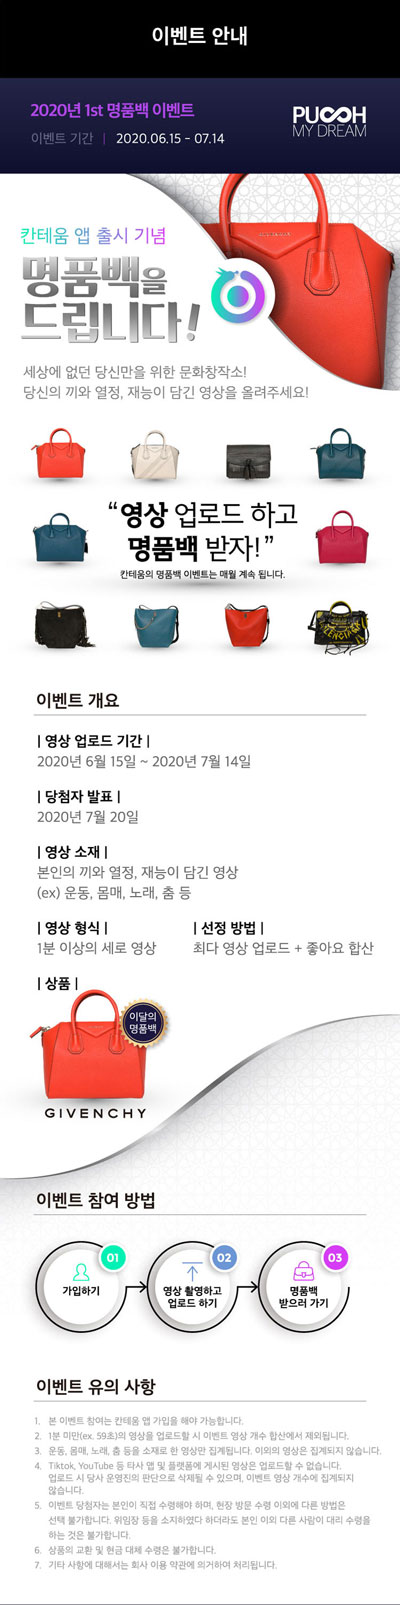 이벤트 안내
2020년 1st 명품백 이벤트
이벤트 기간 | 2020.06.15 - 07.14
PUSH
MY DREAM
칸테움 앱 출시 기념
명품백을
드립니다!
세상에 없던 당신만을 위한 문화창작소!
당신의 끼와 열정, 재능이 담긴 영상을 올려주세요!
“영상 업로드 하고
명품백 받자!”
칸테움의 명품백 이벤트는 매월 계속 됩니다.
이벤트 개요
| 영상 업로드 기간 |
2020년 6월 15일 ~ 2020년 7월 14일
| 당첨자 발표 |
2020년 7월 20일
| 영상 소재 |
본인의 끼와 열정, 재능이 담긴 영상
(ex) 운동, 몸매, 노래, 춤 등
| 영상 형식 |
1분 이상의 세로 영상
| 선정 방법 |
최다 영상 업로드 + 좋아요 합산
| 상품 |
이달의
명품백
GIVENCHY
이벤트 참여 방법
01
가입하기
02
영상 촬영하고
업로드 하기
03
명품백
받으러 가기
이벤트 유의 사항
1. 본 이벤트 참여는 칸테움 앱 가입을 해야 가능합니다.
2. 1분 미만(ex. 59초)의 영상을 업로드할 시 이벤트 영상 개수 합산에서 제외됩니다.
3. 운동, 몸매, 노래, 춤 등을 소재로 한 영상만 집계됩니다. 이외의 영상은 집계되지 않습니다.
4. Tiktok, YouTube 등 타사 앱 및 플랫폼에 게시된 영상은 업로드할 수 없습니다.
업로드 시 당사 운영진의 판단으로 삭제될 수 있으며, 이벤트 영상 개수에 집계되지
않습니다.
5. 이벤트 당첨자는 본인이 직접 수령해야 하며, 현장 방문 수령 이외에 다른 방법은
선택 불가합니다. 위임장 등을 소지하였다 하더라도 본인 이외 다른 사람이 대리 수령을
하는 것은 불가합니다.
6. 상품의 교환 및 현금 대체 수령은 불가합니다.
7. 기타 사항에 대해서는 회사 이용 약관에 의거하여 처리됩니다.